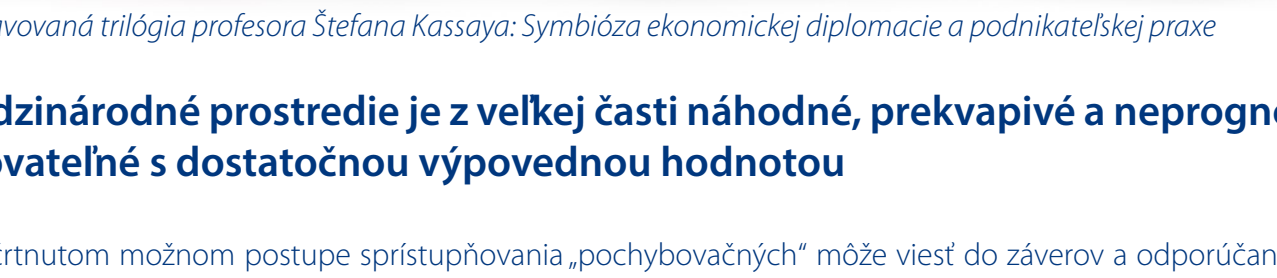 vovaná trilógia profesora Štefana Kassaya: Symbióza ekonomickej diplomacie a podnikateľskej praxe
dzinárodné prostredie je z veľkej časti náhodné, prekvapivé a neprogno
ovateľné s dostatočnou výpovednou hodnotou
črtnutom možnom postupe sprístupňovania „pochybovačných“ môže viesť do záverov a odporúčan